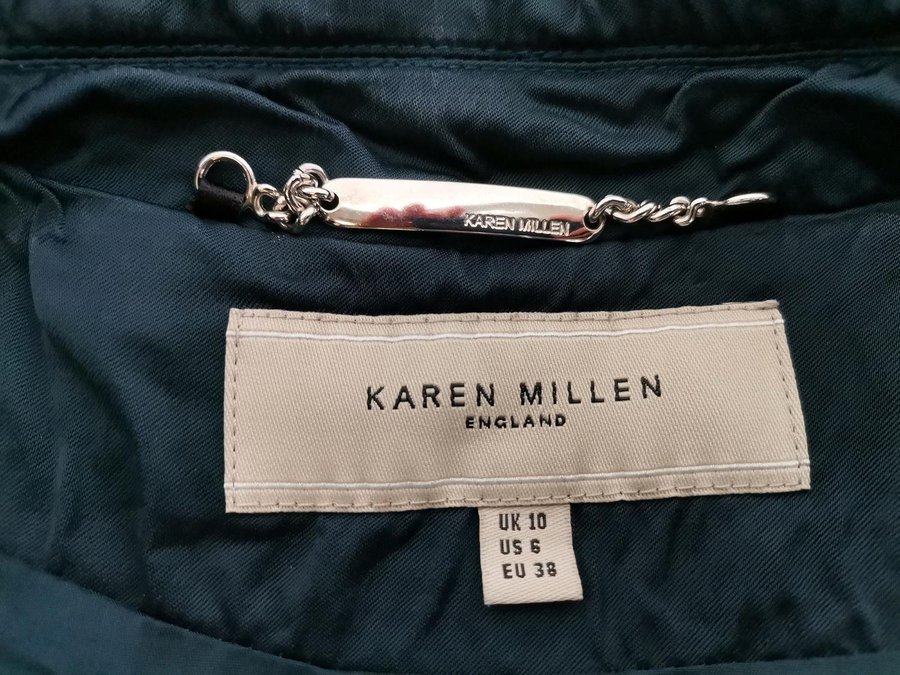 KAREN MILLEN
KAREN MILLEN
ENGLAND
UK 10
US 6
EU 38